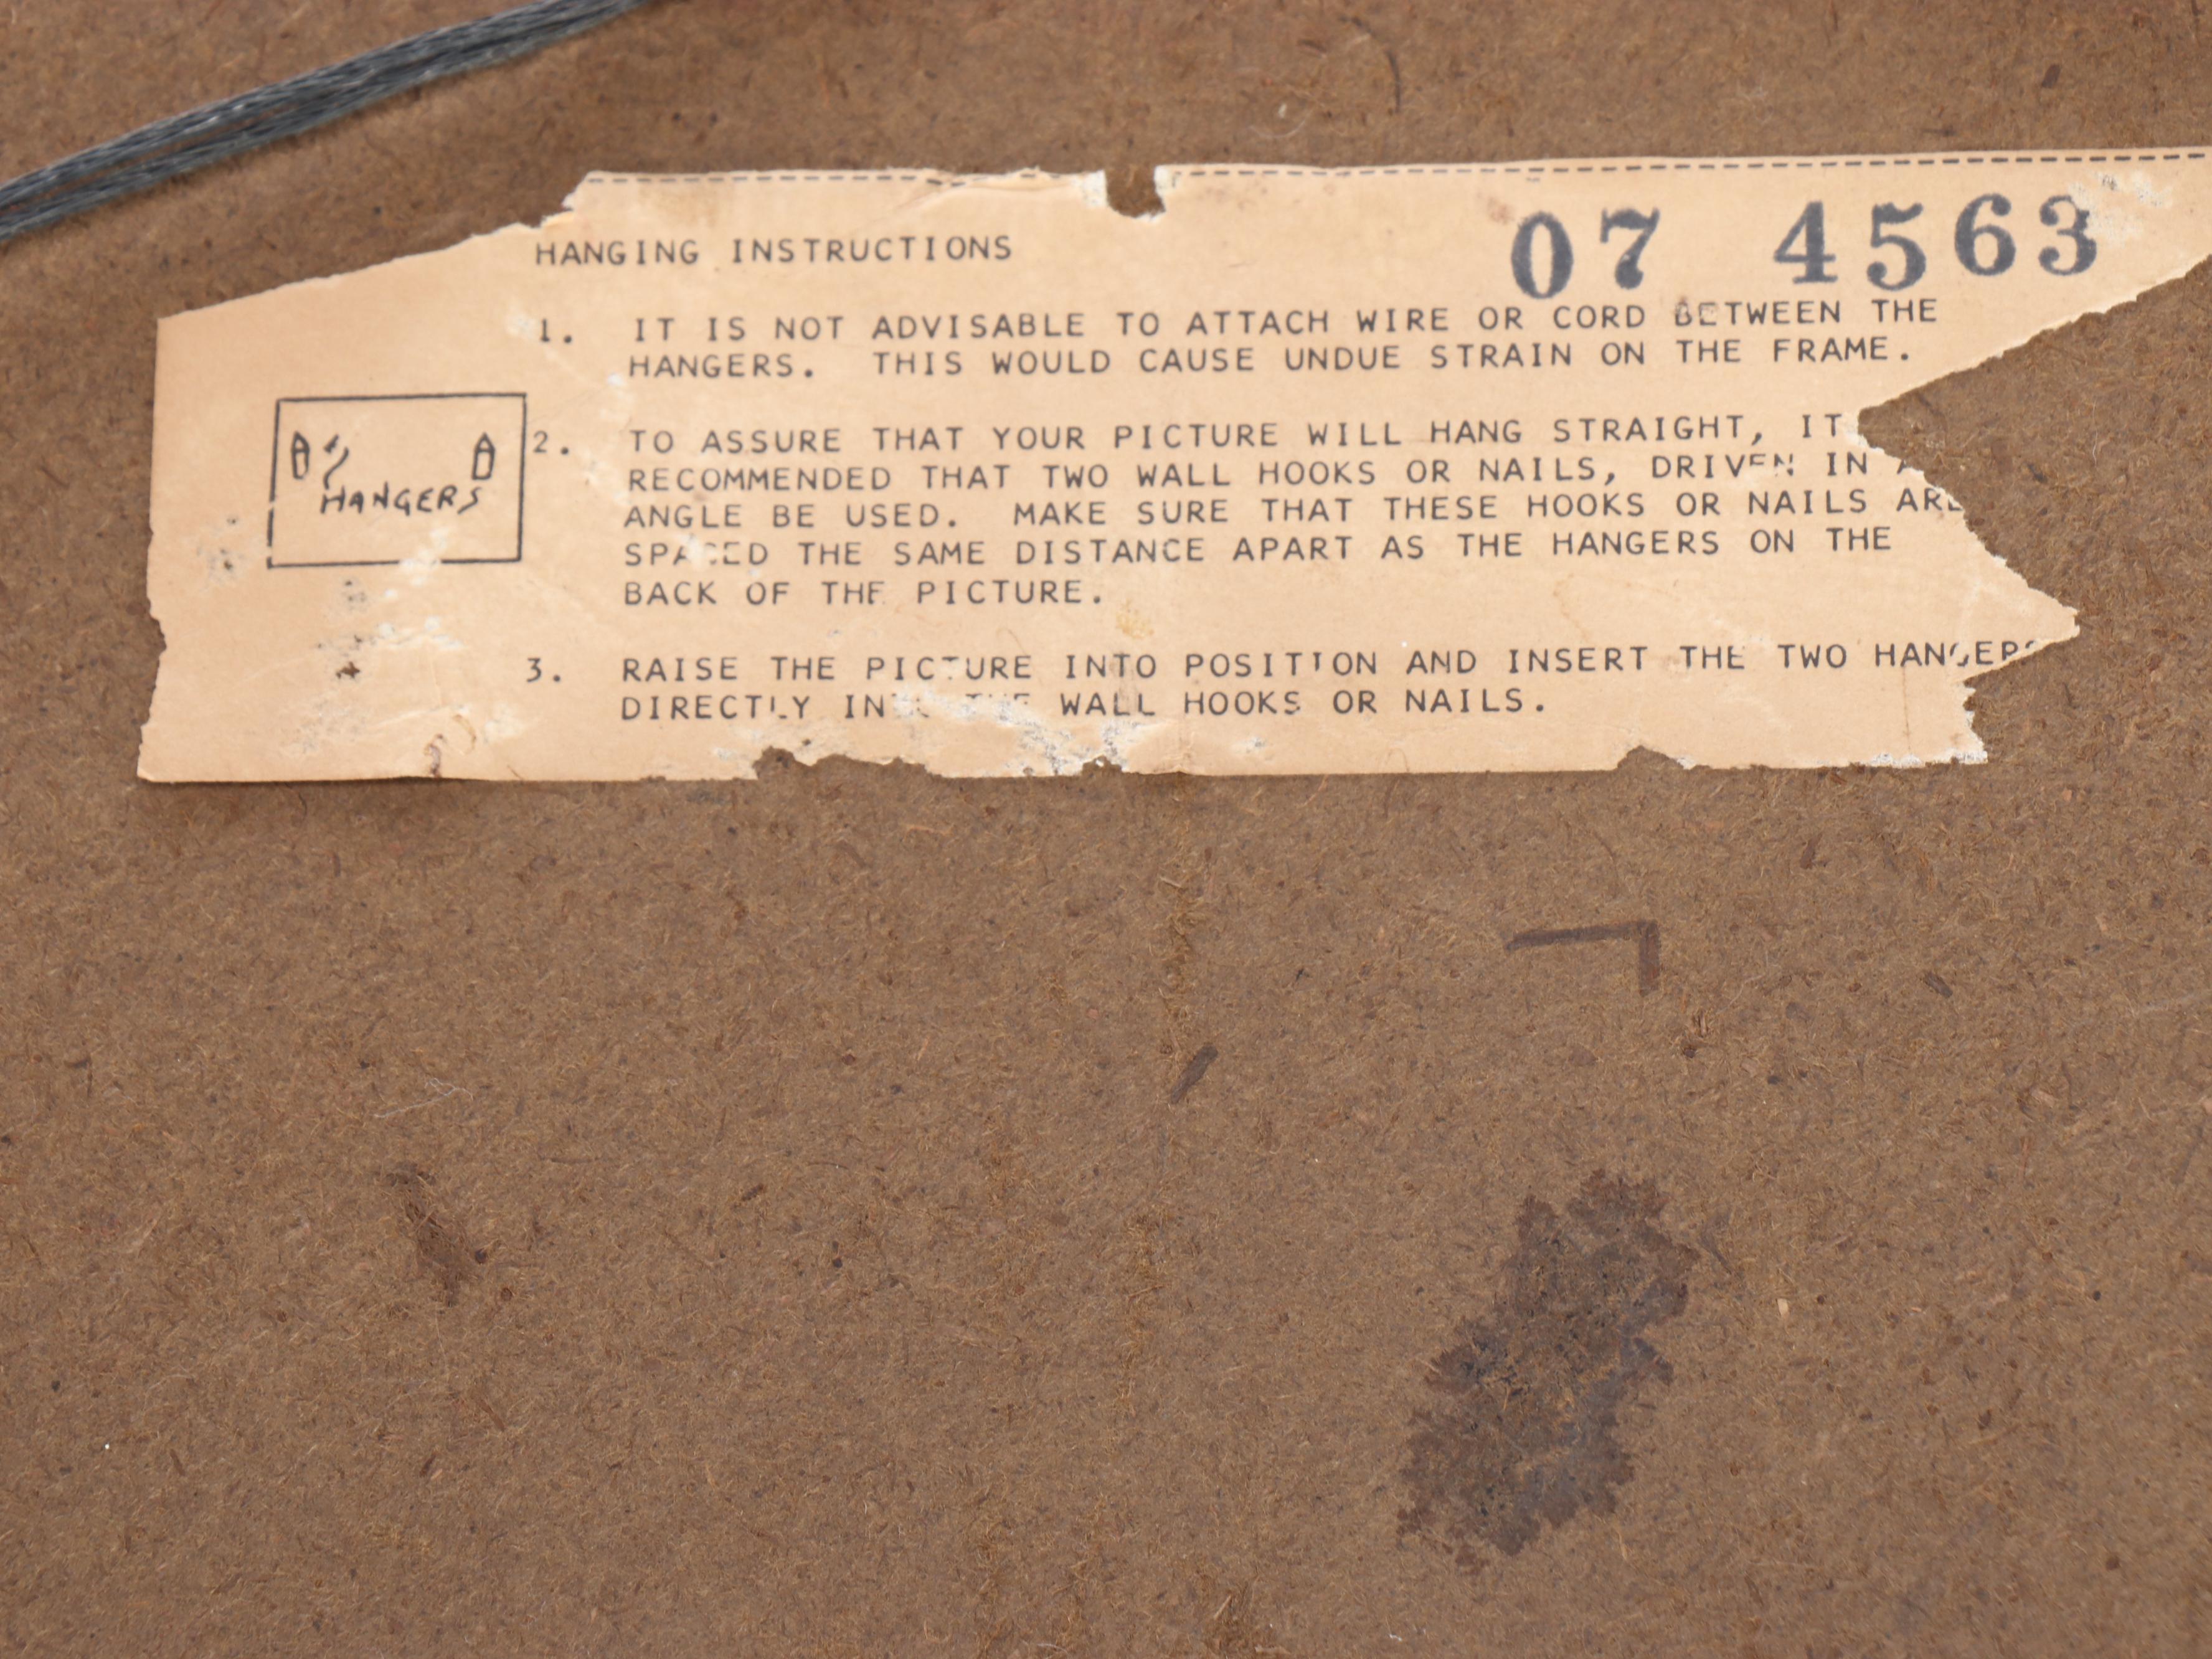 07 4563
HANGING INSTRUCTIONS
1. IT IS NOT ADVISABLE TO ATTACH WIRE OR CORD BETWEEN THE
HANGERS. THIS WOULD CAUSE UNDUE STRAIN ON THE FRAME.
HANGERS
2. TO ASSURE THAT YOUR PICTURE WILL HANG STRAIGHT, IT
RECOMMENDED THAT TWO WALL HOOKS OR NAILS, DRIVEN IN
ANGLE BE USED. MAKE SURE THAT THESE HOOKS OR NAILS ARE
SPACED THE SAME DISTANCE APART AS THE HANGERS ON THE
BACK OF THE PICTURE.
3. RAISE THE PICTURE INTO POSITION AND INSERT THE TWO HANGERS
DIRECTLY INTO THE WALL HOOKS OR NAILS.